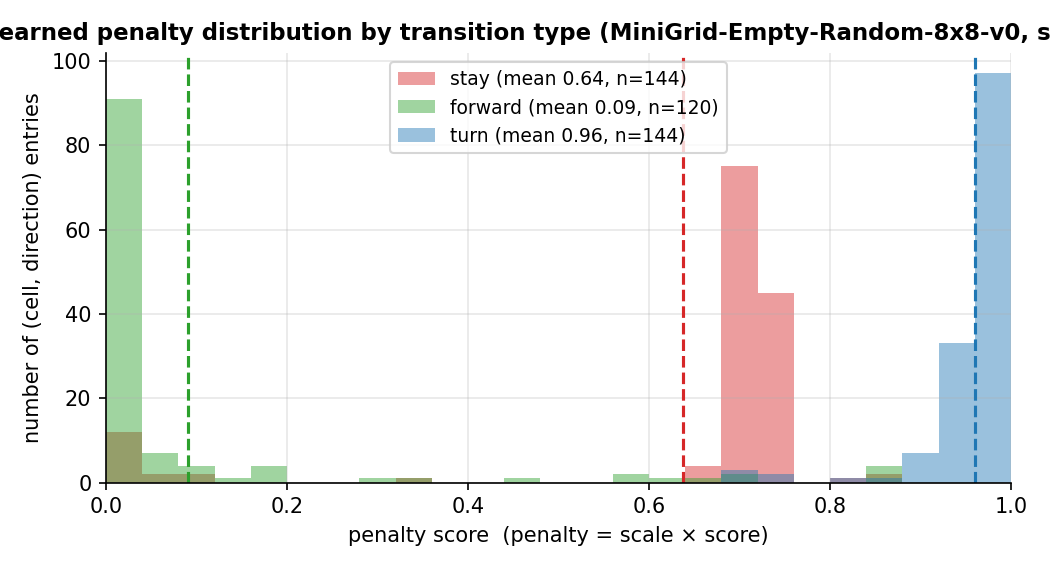 earned penalty distribution by transition type (MiniGrid-Empty-Random-8x8-v0, s
stay (mean 0.64, n=144)
forward (mean 0.09, n=120)
turn (mean 0.96, n=144)
number of (cell, direction) entries
100
80
60
40
20
0
0.0 0.2 0.4 0.6 0.8 1.0
penalty score (penalty = scale × score)